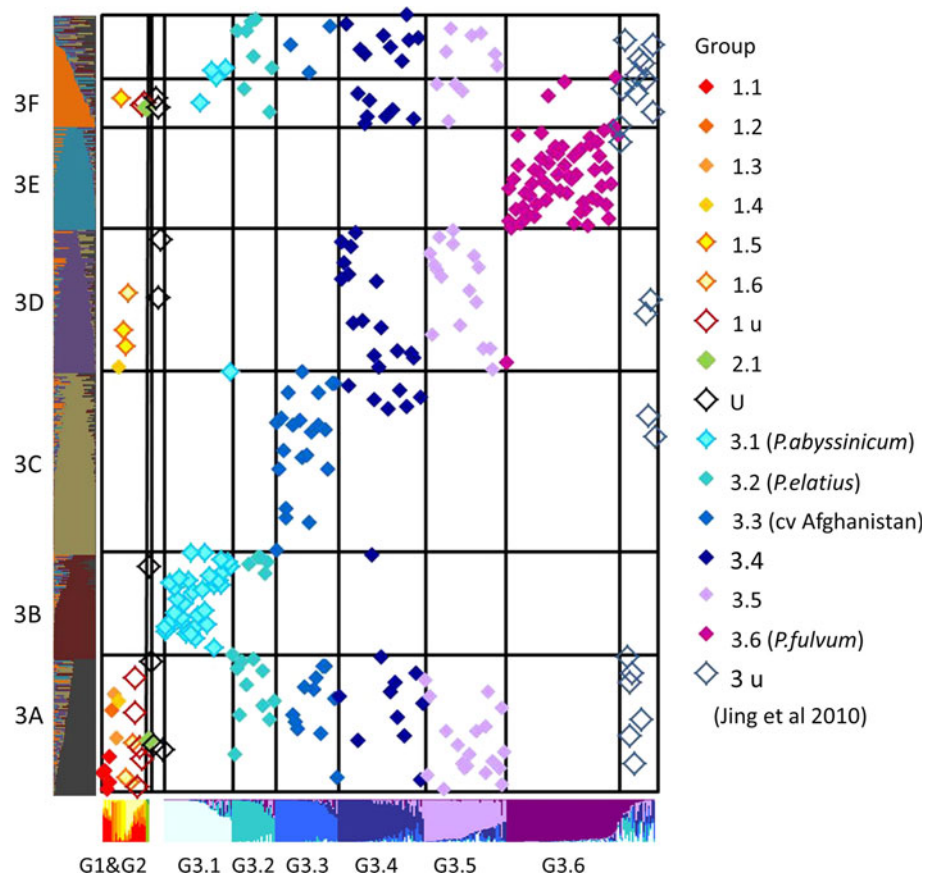 3F
3E
3D
3C
3B
3A
G1&G2 G3.1 G3.2 G3.3 G3.4 G3.5 G3.6
Group
1.1
1.2
1.3
1.4
1.5
1.6
1 u
2.1
U
3.1 (P.abyssinicum)
3.2 (P.elatius)
3.3 (cv Afghanistan)
3.4
3.5
3.6 (P.fulvum)
3 u
(Jing et al 2010)